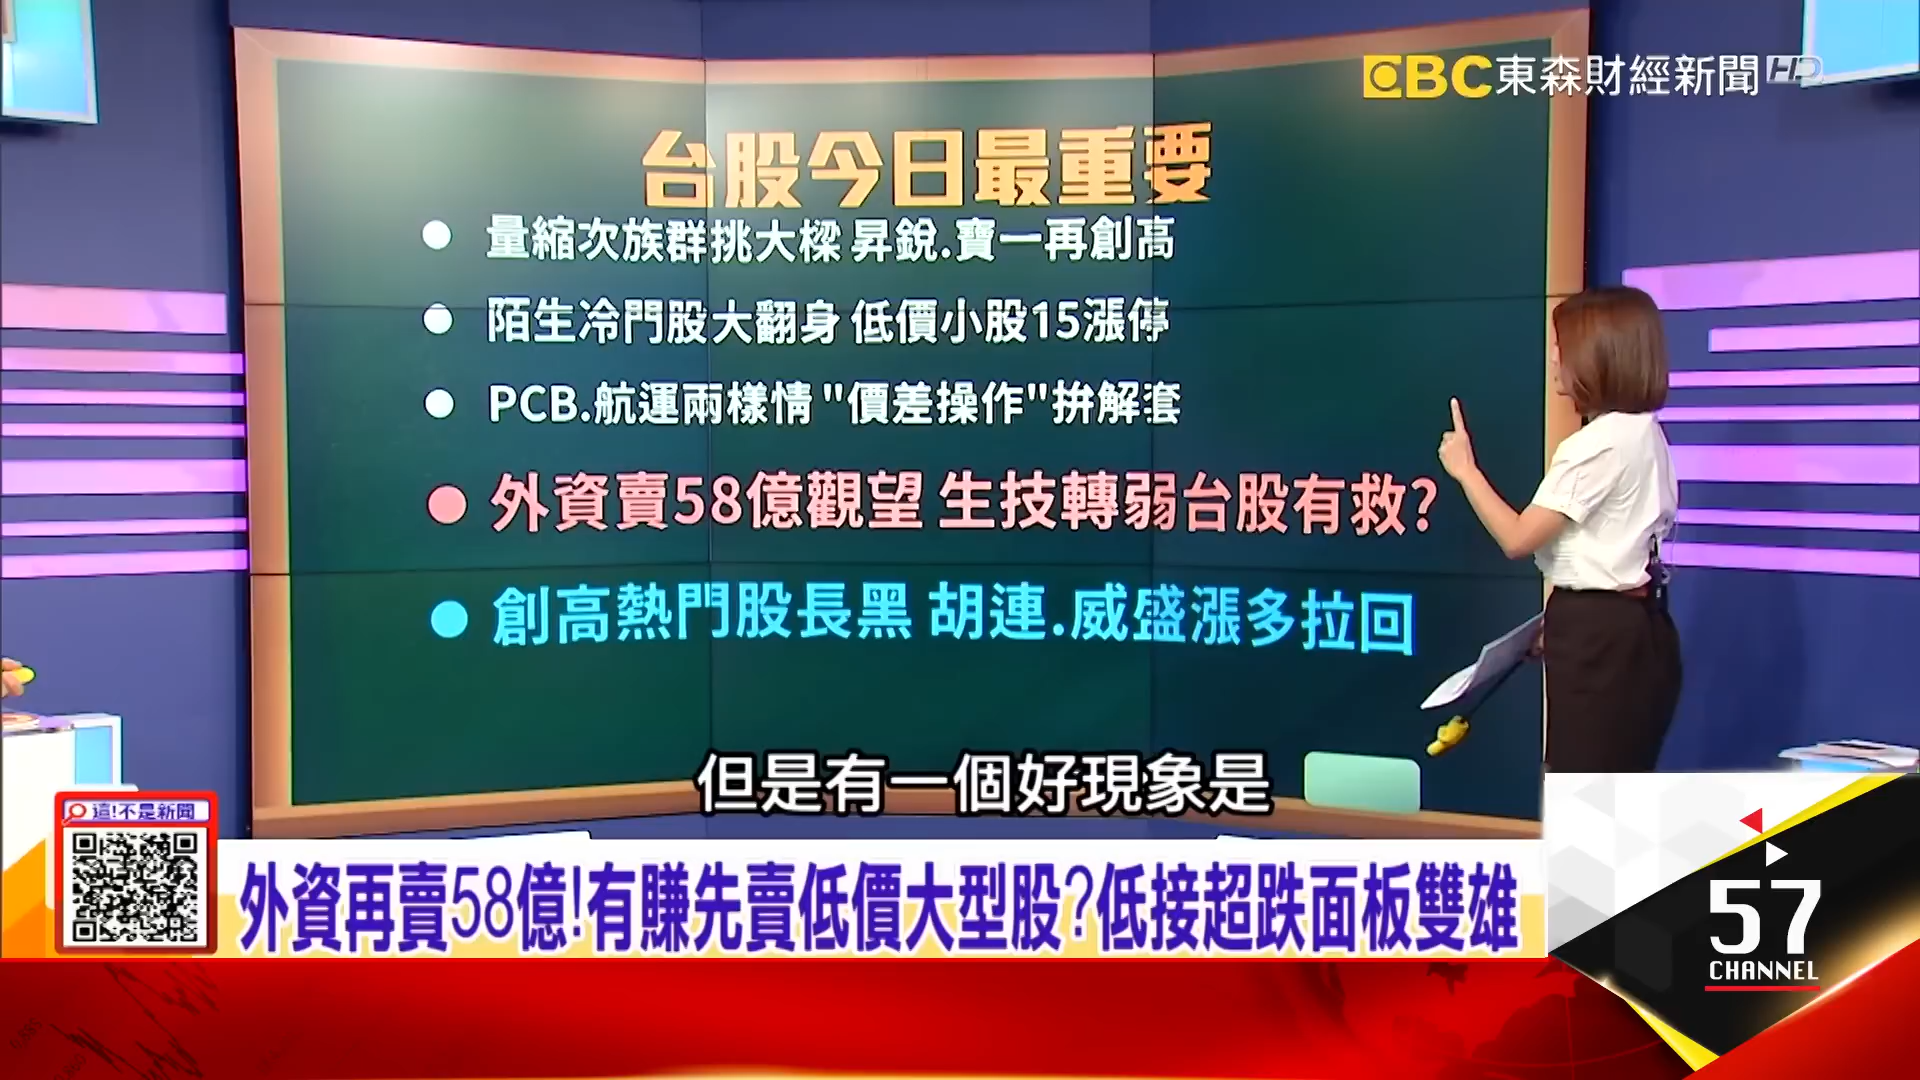 EBC東森財經新聞HD
台股今日最重要
量縮次族群挑大樑 昇銳.寶一再創高
陌生冷門股大翻身 低價小股15漲停
PCB.航運兩樣情 "價差操作"拚解套
外資賣58億觀望 生技轉弱台股有救?
創高熱門股長黑 胡連.威盛漲多拉回
但是有一個好現象是
這!不是新聞
外資再賣58億!有賺先賣低價大型股?低接超跌面板雙雄
57
CHANNEL